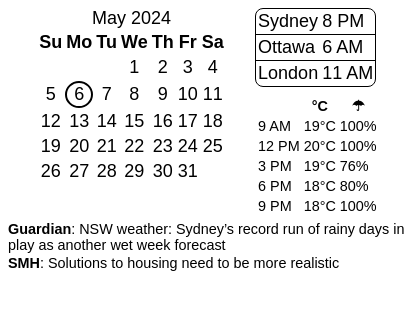 May 2024
Su Mo Tu We Th Fr Sa
1 2 3 4
5 6 7 8 9 10 11
12 13 14 15 16 17 18
19 20 21 22 23 24 25
26 27 28 29 30 31
Sydney 8 PM
Ottawa 6 AM
London 11 AM
°C ☂
9 AM 19°C 100%
12 PM 20°C 100%
3 PM 19°C 76%
6 PM 18°C 80%
9 PM 18°C 100%
Guardian: NSW weather: Sydney’s record run of rainy days in
play as another wet week forecast
SMH: Solutions to housing need to be more realistic